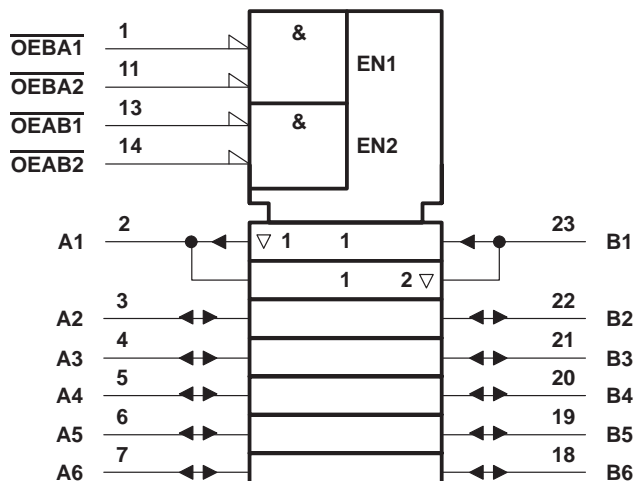 OEBA1 1 &
EN1
OEBA2 11
OEAB1 13 &
EN2
OEAB2 14
A1 2 ▽ 1 1 23 B1
1 2 ▽
A2 3 22 B2
A3 4 21 B3
A4 5 20 B4
A5 6 19 B5
A6 7 18 B6